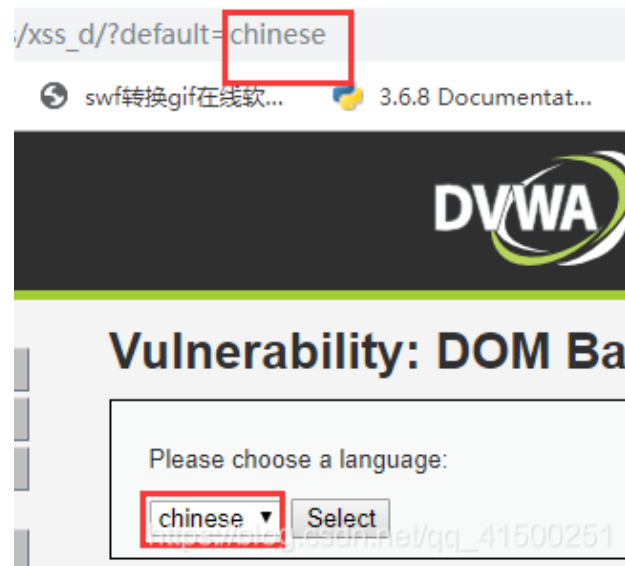 /xss_d/?default=chinese
swf转换gif在线软... 3.6.8 Documentat...
DVWA
Vulnerability: DOM Ba
Please choose a language:
chinese Select
https://blog.csdn.net/qq_41500251